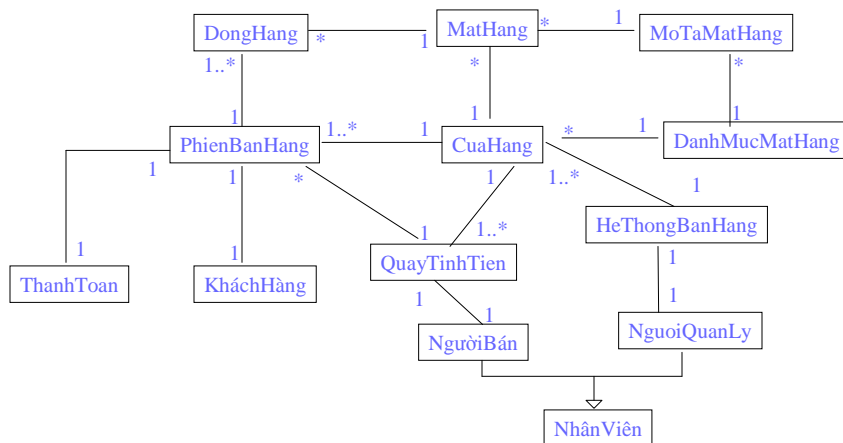 DongHang * 1 MatHang * 1 MoTaMatHang
1..* * *
1 1 1
PhienBanHang 1..* 1 CuaHang * 1 DanhMucMatHang
1 1 * 1 1..* 1
HeThongBanHang
1 1 1 1..* 1
ThanhToan KháchHàng QuayTinhTien
1 1 1
NgườiBán NguoiQuanLy
NhânViên